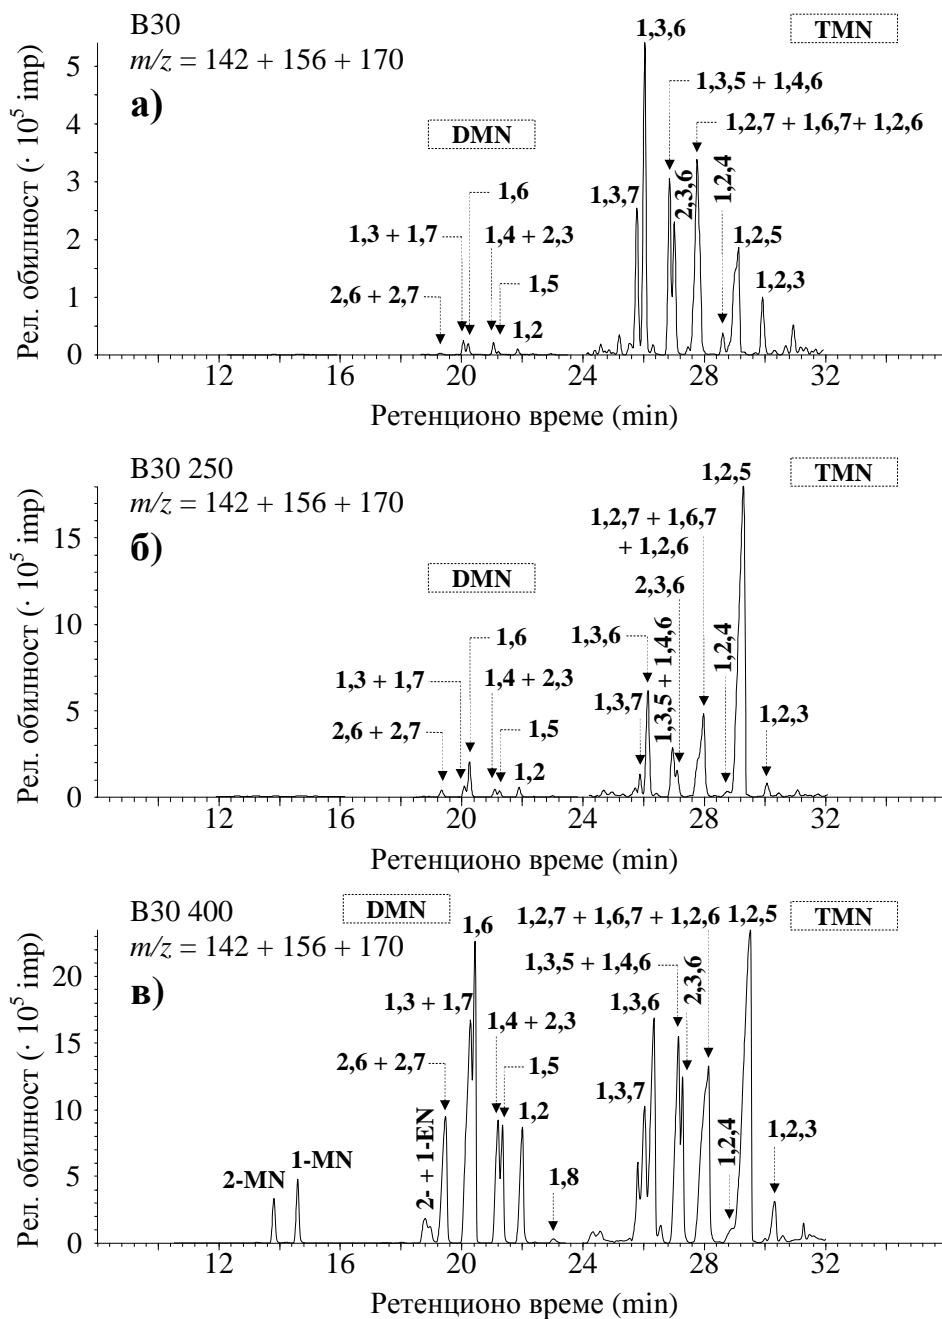 B30
TMN
m/z = 142 + 156 + 170
1,3,6
а)
1,3,5 + 1,4,6
1,2,7 + 1,6,7+ 1,2,6
DMN
1,6
2,3,6
1,2,4
1,3,7
1,3 + 1,7
1,4 + 2,3
1,2,5
1,5
1,2,3
2,6 + 2,7
1,2
Рел. обилност (· 10⁵ imp)
5
4
3
2
1
0
12 16 20 24 28 32 36
Ретенционо време (min)
B30 250
TMN
m/z = 142 + 156 + 170
1,2,5
б)
1,2,7 + 1,6,7
+ 1,2,6
DMN
2,3,6
1,6
1,3,6
1,3,5 + 1,4,6
1,2,4
1,3 + 1,7
1,4 + 2,3
1,3,7
2,6 + 2,7
1,5
1,2,3
1,2
Рел. обилност (· 10⁵ imp)
15
10
5
0
12 16 20 24 28 32 36
Ретенционо време (min)
B30 400
DMN
TMN
m/z = 142 + 156 + 170
1,6
1,2,7 + 1,6,7 + 1,2,6
1,2,5
в)
1,3,5 + 1,4,6
2,3,6
1,3 + 1,7
1,4 + 2,3
1,3,6
2,6 + 2,7
1,5
1,3,7
1,2
1,2,4
1,2,3
2- + 1-EN
2-MN
1-MN
1,8
Рел. обилност (· 10⁵ imp)
20
15
10
5
0
12 16 20 24 28 32 36
Ретенционо време (min)